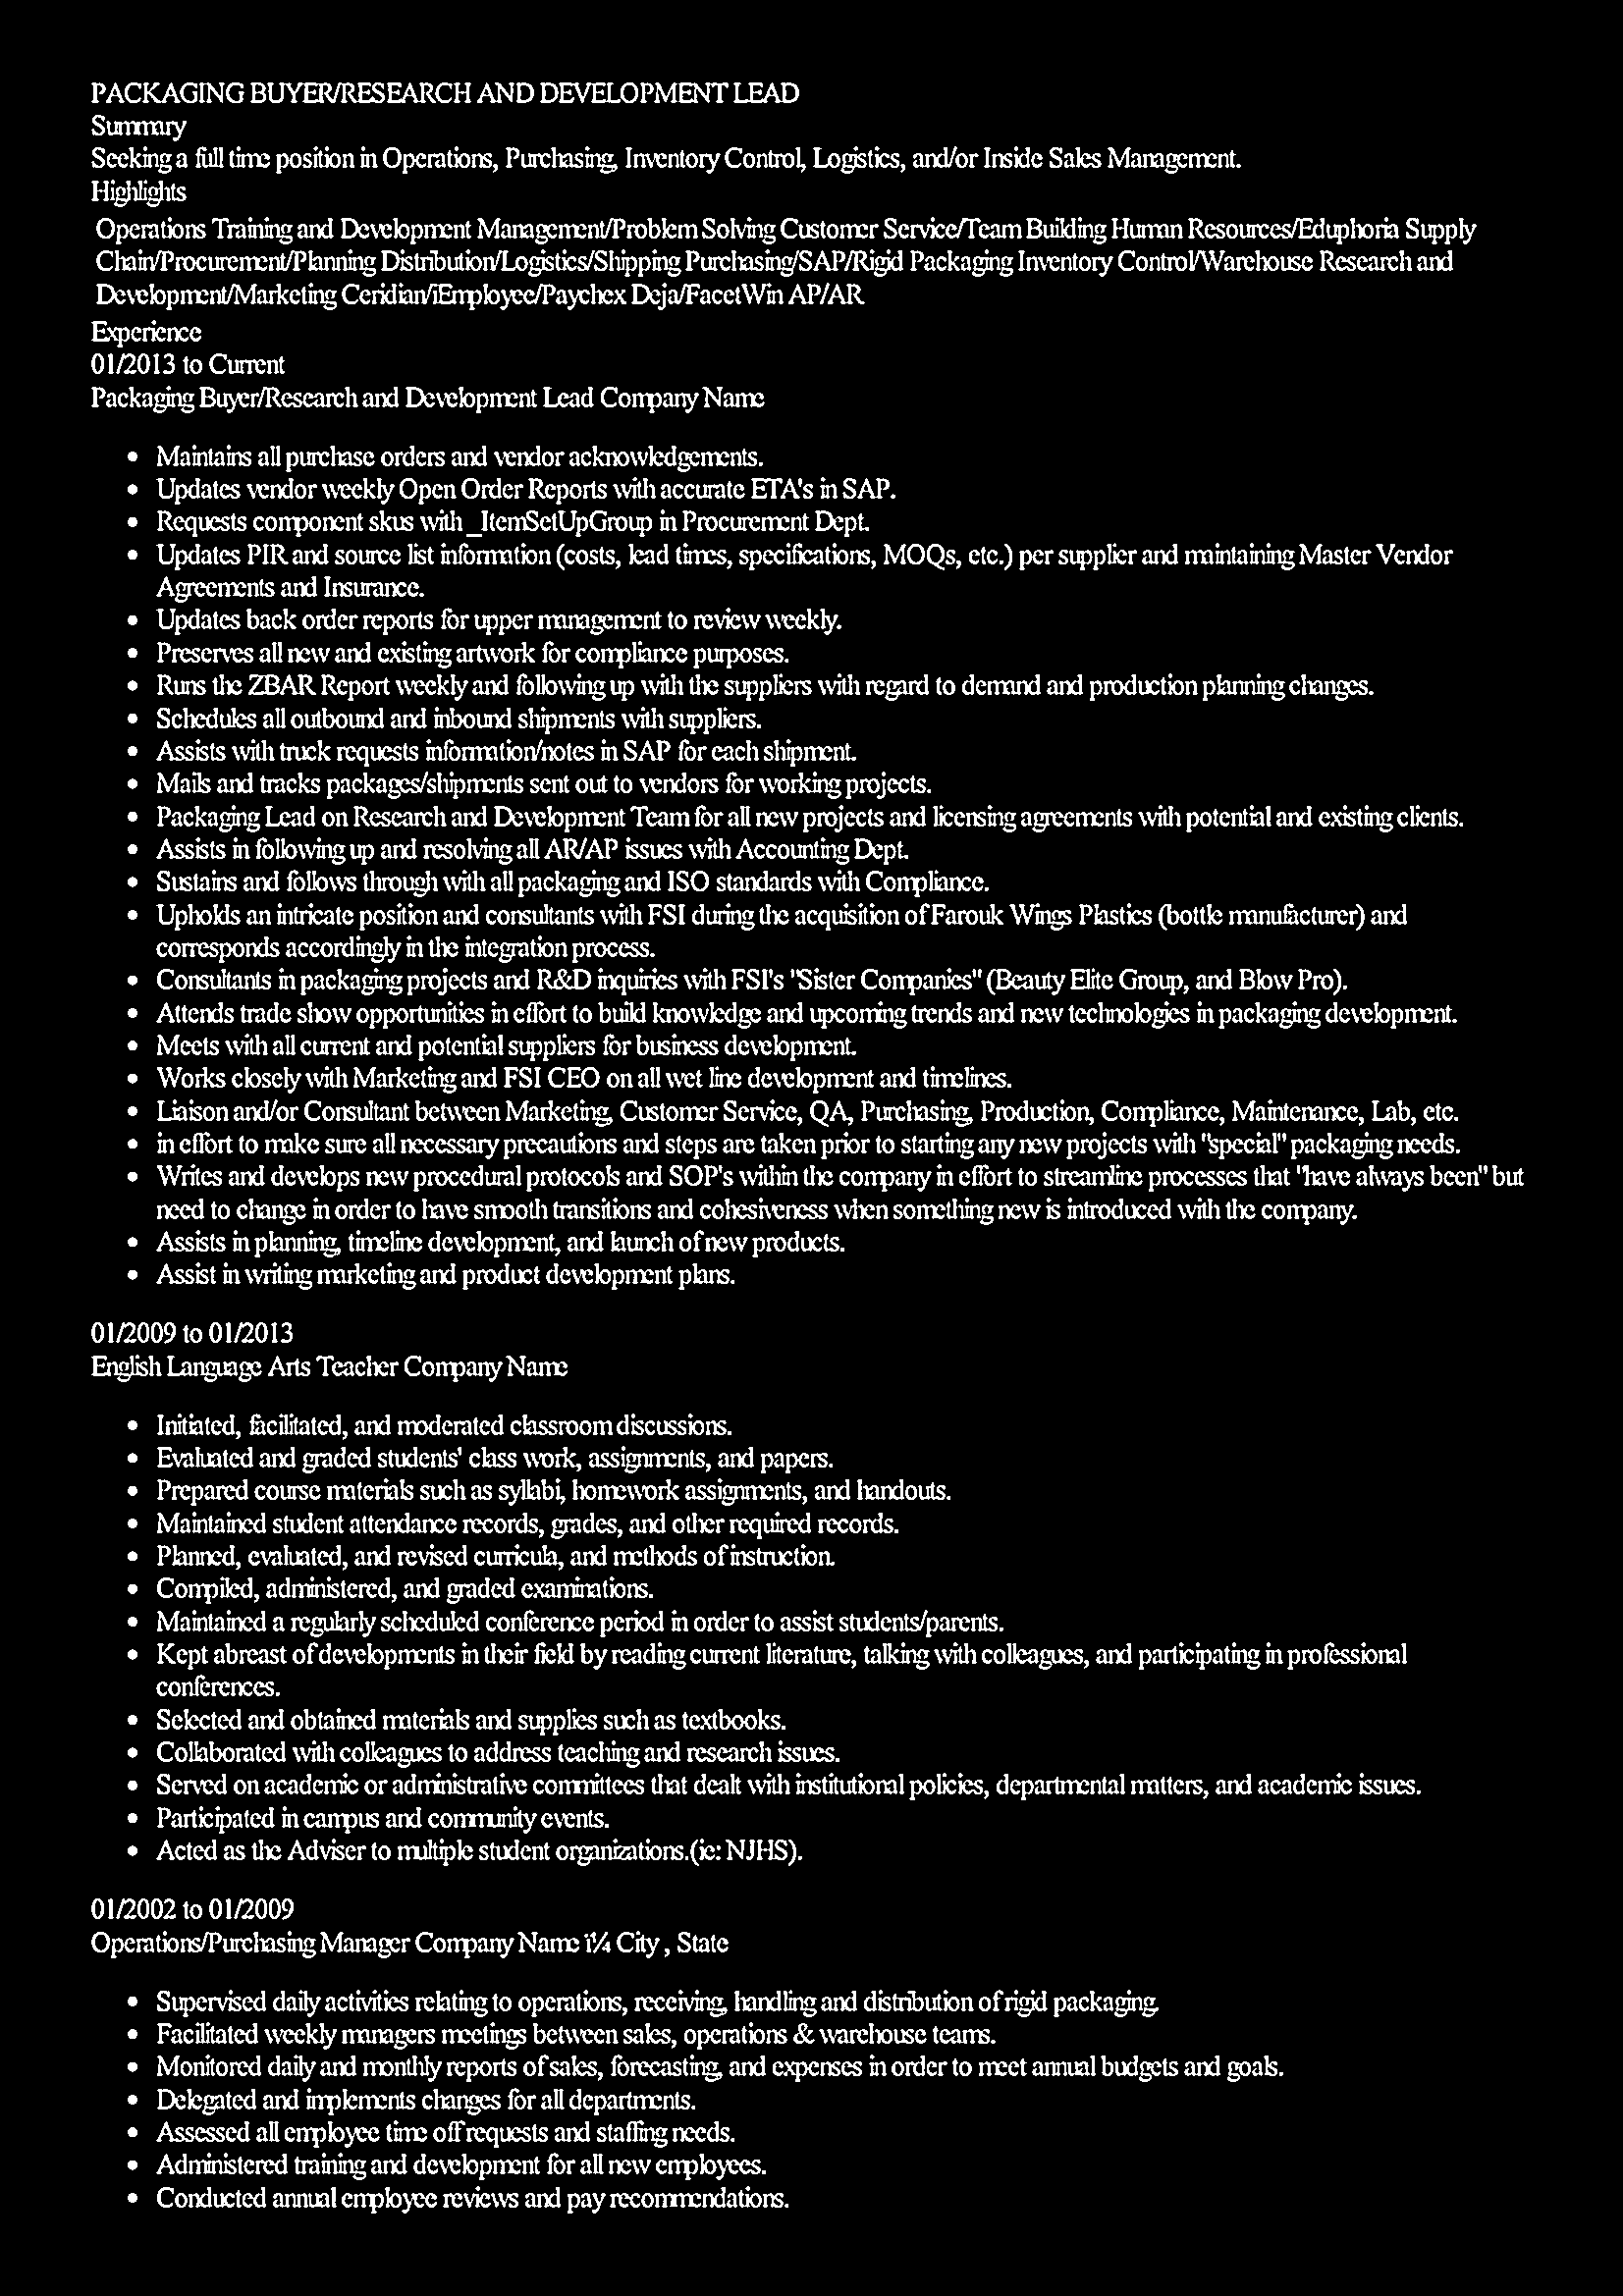 PACKAGING BUYER/RESEARCH AND DEVELOPMENT LEAD
Summary
Seeking a full time position in Operations, Purchasing, Inventory Control, Logistics, and/or Inside Sales Management.
Highlights
Operations Training and Development Management/Problem Solving Customer Service/Team Building Human Resources/Eduphoria Supply
Chain/Procurement/Planning Distribution/Logistics/Shipping Purchasing/SAP/Rigid Packaging Inventory Control/Warehouse Research and
Development/Marketing Ceridian/iEmployee/Paychex Deja/FacetWin AP/AR
Experience
01/2013 to Current
Packaging Buyer/Research and Development Lead Company Name
• Maintains all purchase orders and vendor acknowledgements.
• Updates vendor weekly Open Order Reports with accurate ETA's in SAP.
• Requests component skus with _ItemSetUpGroup in Procurement Dept.
• Updates PIR and source list information (costs, lead times, specifications, MOQs, etc.) per supplier and maintaining Master Vendor
Agreements and Insurance.
• Updates back order reports for upper management to review weekly.
• Preserves all new and existing artwork for compliance purposes.
• Runs the ZBAR Report weekly and following up with the suppliers with regard to demand and production planning changes.
• Schedules all outbound and inbound shipments with suppliers.
• Assists with truck requests information/notes in SAP for each shipment.
• Mails and tracks packages/shipments sent out to vendors for working projects.
• Packaging Lead on Research and Development Team for all new projects and licensing agreements with potential and existing clients.
• Assists in following up and resolving all AR/AP issues with Accounting Dept.
• Sustains and follows through with all packaging and ISO standards with Compliance.
• Upholds an intricate position and consultants with FSI during the acquisition of Farouk Wings Plastics (bottle manufacturer) and
corresponds accordingly in the integration process.
• Consultants in packaging projects and R&D inquiries with FSI's "Sister Companies" (Beauty Elite Group, and Blow Pro).
• Attends trade show opportunities in effort to build knowledge and upcoming trends and new technologies in packaging development.
• Meets with all current and potential suppliers for business development.
• Works closely with Marketing and FSI CEO on all wet line development and timelines.
• Liaison and/or Consultant between Marketing, Customer Service, QA, Purchasing, Production, Compliance, Maintenance, Lab, etc.
• in effort to make sure all necessary precautions and steps are taken prior to starting any new projects with "special" packaging needs.
• Writes and develops new procedural protocols and SOP's within the company in effort to streamline processes that "have always been" but
need to change in order to have smooth transitions and cohesiveness when something new is introduced with the company.
• Assists in planning, timeline development, and launch of new products.
• Assist in writing marketing and product development plans.
01/2009 to 01/2013
English Language Arts Teacher Company Name
• Initiated, facilitated, and moderated classroom discussions.
• Evaluated and graded students' class work, assignments, and papers.
• Prepared course materials such as syllabi, homework assignments, and handouts.
• Maintained student attendance records, grades, and other required records.
• Planned, evaluated, and revised curricula, and methods of instruction.
• Compiled, administered, and graded examinations.
• Maintained a regularly scheduled conference period in order to assist students/parents.
• Kept abreast of developments in their field by reading current literature, talking with colleagues, and participating in professional
conferences.
• Selected and obtained materials and supplies such as textbooks.
• Collaborated with colleagues to address teaching and research issues.
• Served on academic or administrative committees that dealt with institutional policies, departmental matters, and academic issues.
• Participated in campus and community events.
• Acted as the Adviser to multiple student organizations.(ie: NJHS).
01/2002 to 01/2009
Operations/Purchasing Manager Company Name ï¼ City , State
• Supervised daily activities relating to operations, receiving, handling and distribution of rigid packaging.
• Facilitated weekly managers meetings between sales, operations & warehouse teams.
• Monitored daily and monthly reports of sales, forecasting, and expenses in order to meet annual budgets and goals.
• Delegated and implements changes for all departments.
• Assessed all employee time off requests and staffing needs.
• Administered training and development for all new employees.
• Conducted annual employee reviews and pay recommendations.